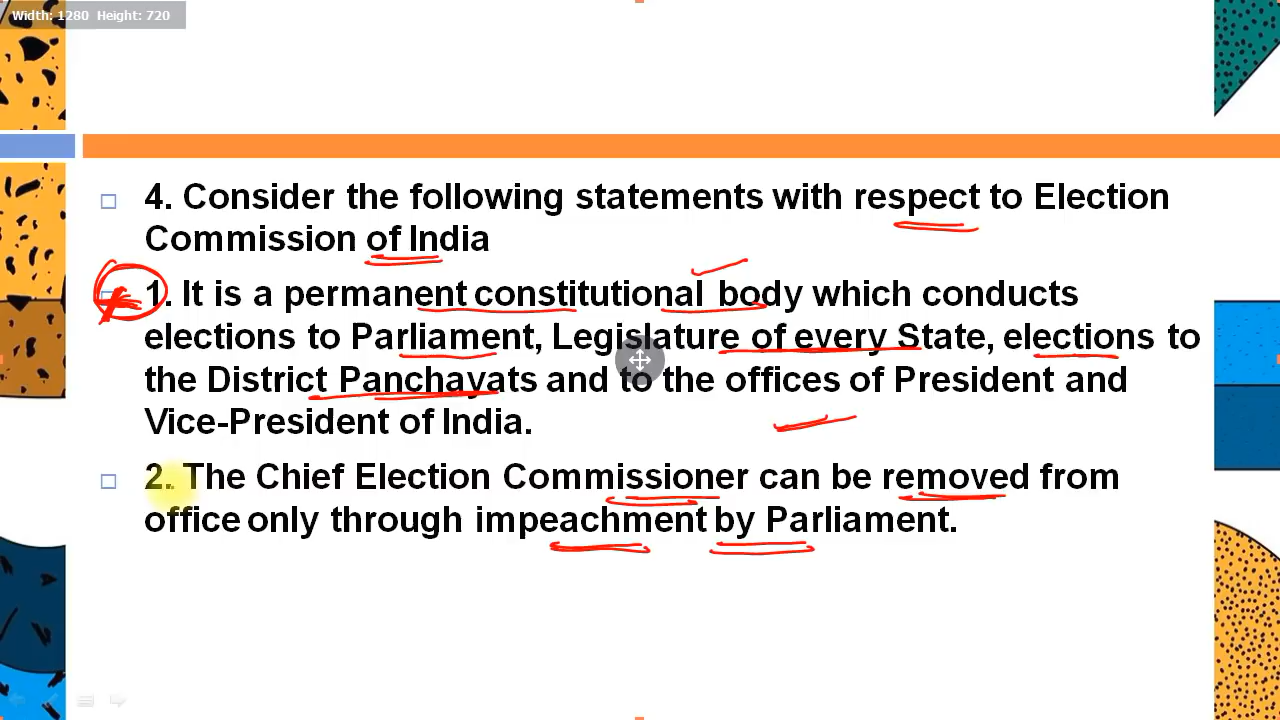 Width: 1280 Height: 720
4. Consider the following statements with respect to Election
Commission of India
1. It is a permanent constitutional body which conducts
elections to Parliament, Legislature of every State, elections to
the District Panchayats and to the offices of President and
Vice-President of India.
2. The Chief Election Commissioner can be removed from
office only through impeachment by Parliament.